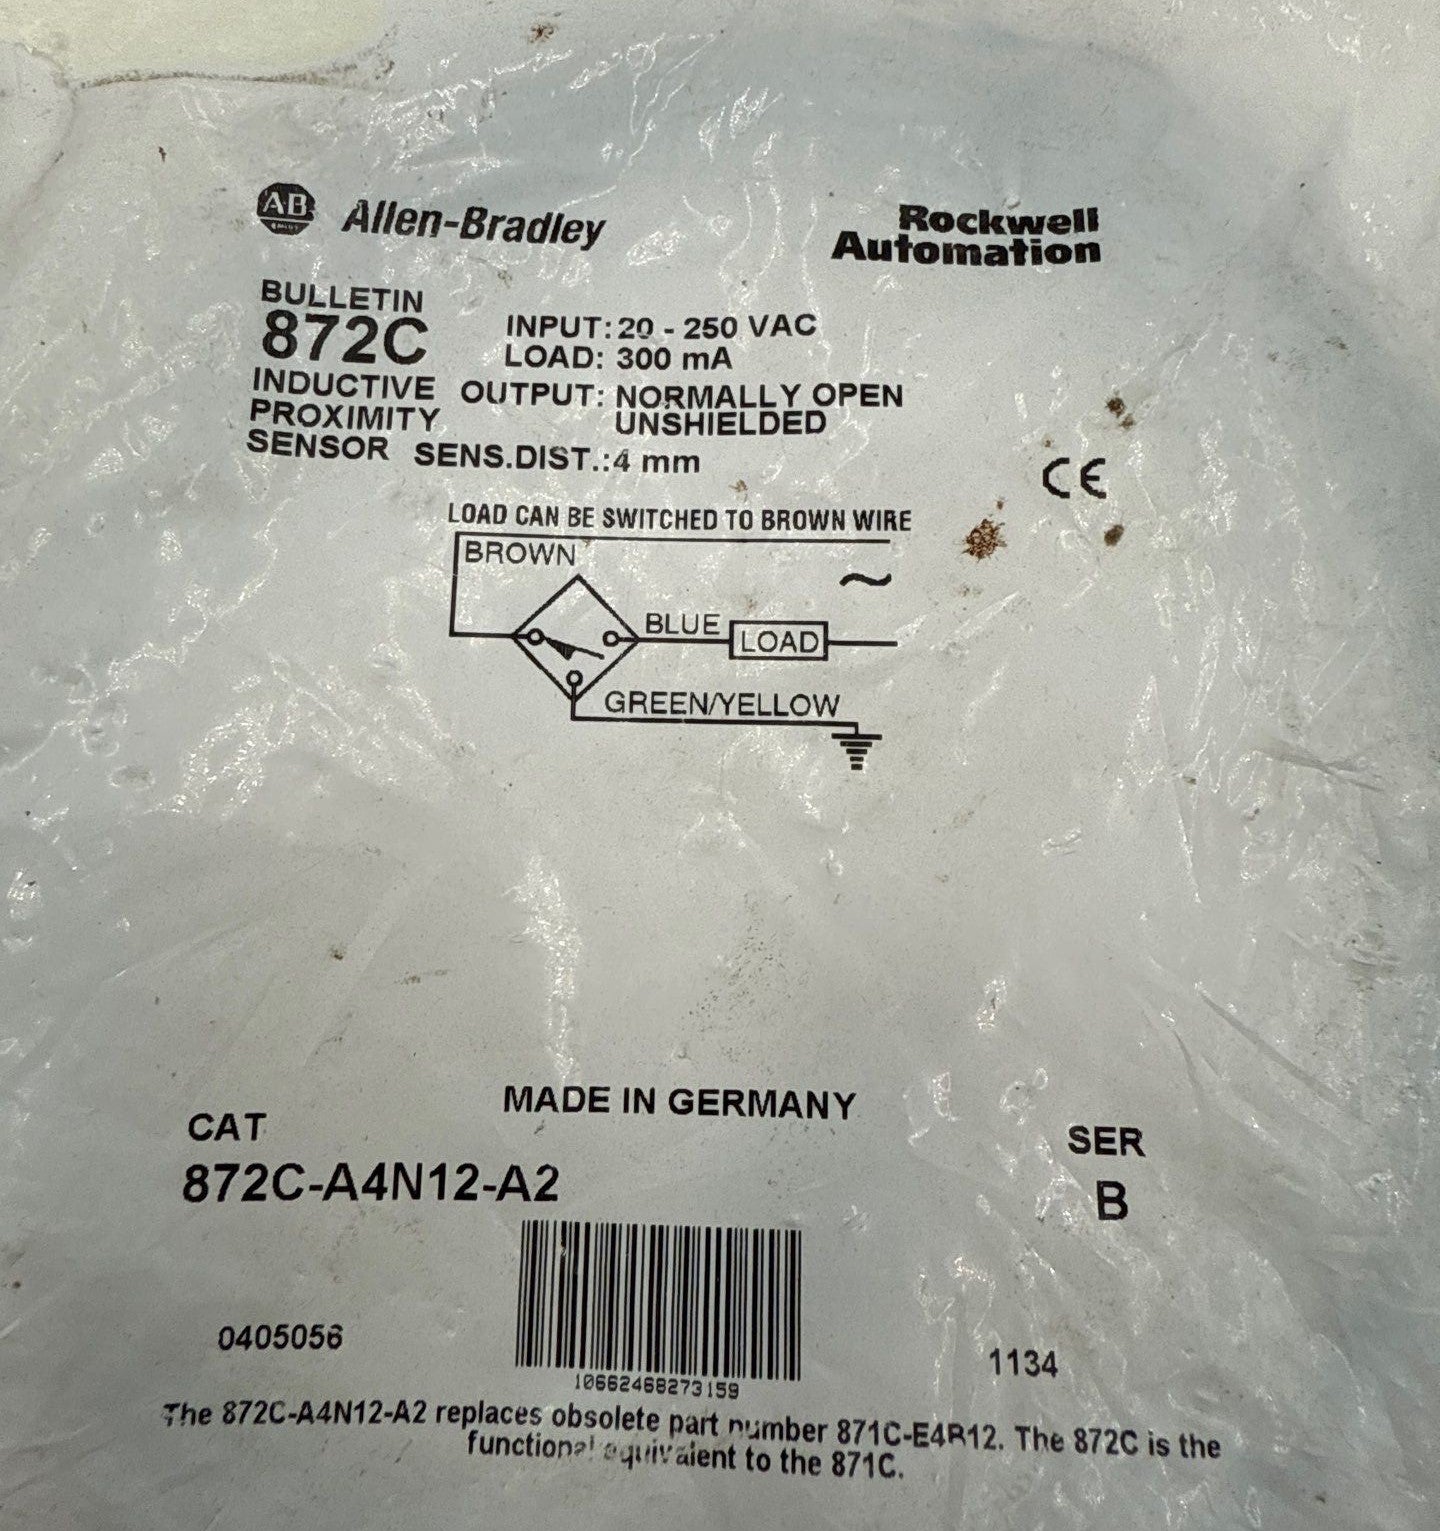 AB
Allen-Bradley
Rockwell
Automation
BULLETIN
872C
INDUCTIVE
PROXIMITY
SENSOR
INPUT: 20 - 250 VAC
LOAD: 300 mA
OUTPUT: NORMALLY OPEN
UNSHIELDED
SENS.DIST.:4 mm
CE
LOAD CAN BE SWITCHED TO BROWN WIRE
BROWN
~
BLUE
LOAD
GREEN/YELLOW
MADE IN GERMANY
CAT
872C-A4N12-A2
SER
B
0405056
10662468273159
1134
The 872C-A4N12-A2 replaces obsolete part number 871C-E4R12. The 872C is the
functional equivalent to the 871C.